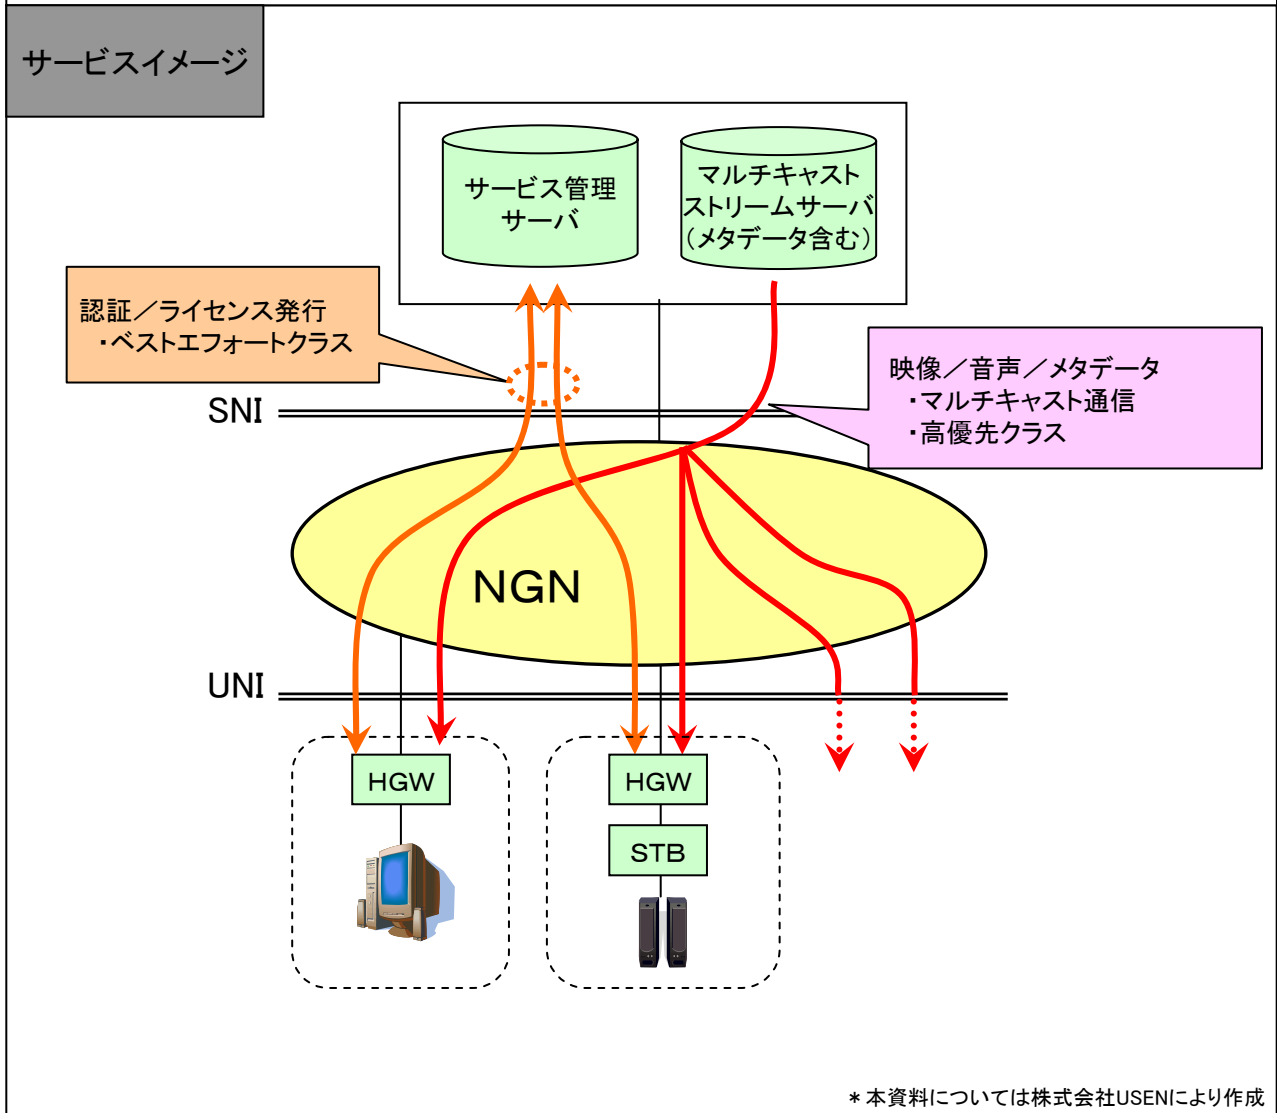 サービスイメージ
サービス管理
サーバ
マルチキャスト
ストリームサーバ
(メタデータ含む)
認証／ライセンス発行
・ベストエフォートクラス
映像／音声／メタデータ
・マルチキャスト通信
・高優先クラス
SNI
NGN
UNI
HGW
HGW
STB
＊本資料については株式会社USENにより作成